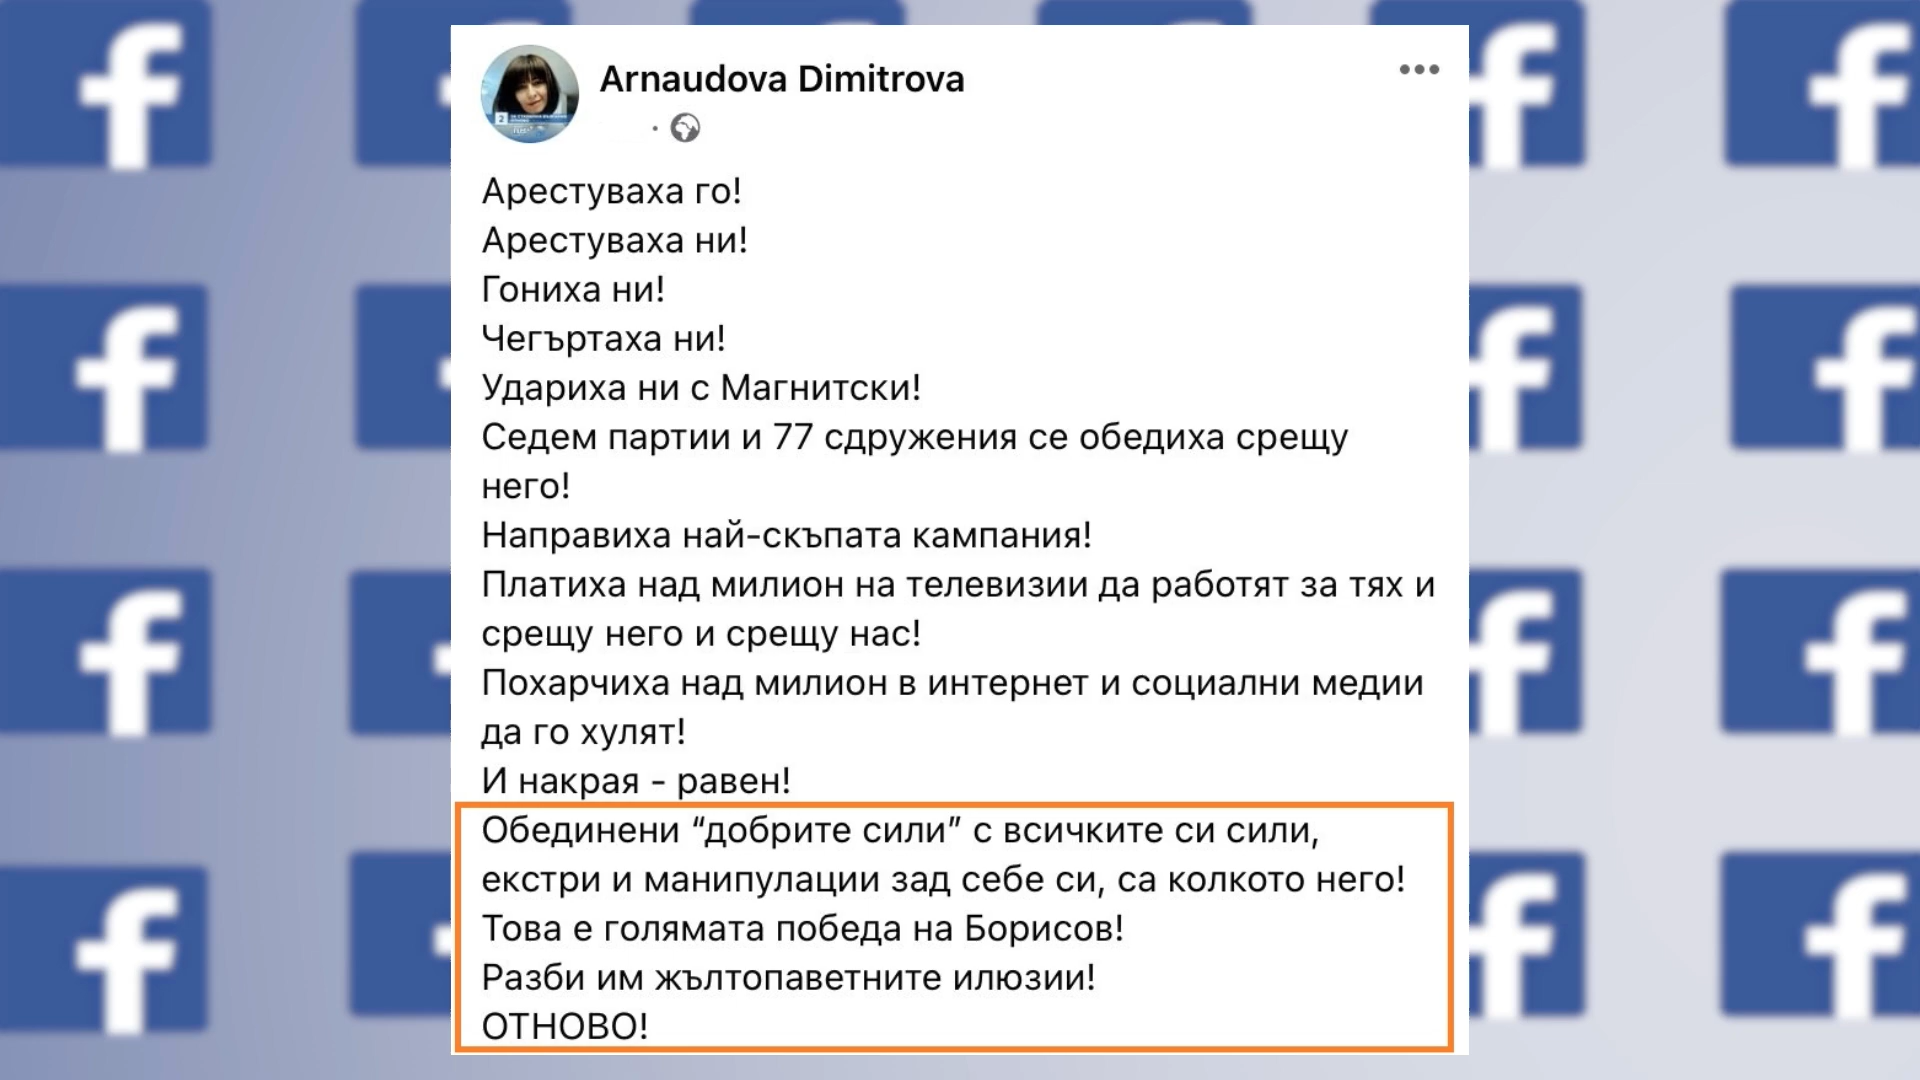 Arnaudova Dimitrova
Арестуваха го!
Арестуваха ни!
Гониха ни!
Чегъртаха ни!
Удариха ни с Магнитски!
Седем партии и 77 сдружения се обедиха срещу
него!
Направиха най-скъпата кампания!
Платиха над милион на телевизии да работят за тях и
срещу него и срещу нас!
Похарчиха над милион в интернет и социални медии
да го хулят!
И накрая - равен!
Обединени “добрите сили” с всичките си сили,
екстри и манипулации зад себе си, са колкото него!
Това е голямата победа на Борисов!
Разби им жълтопаветните илюзии!
ОТНОВО!